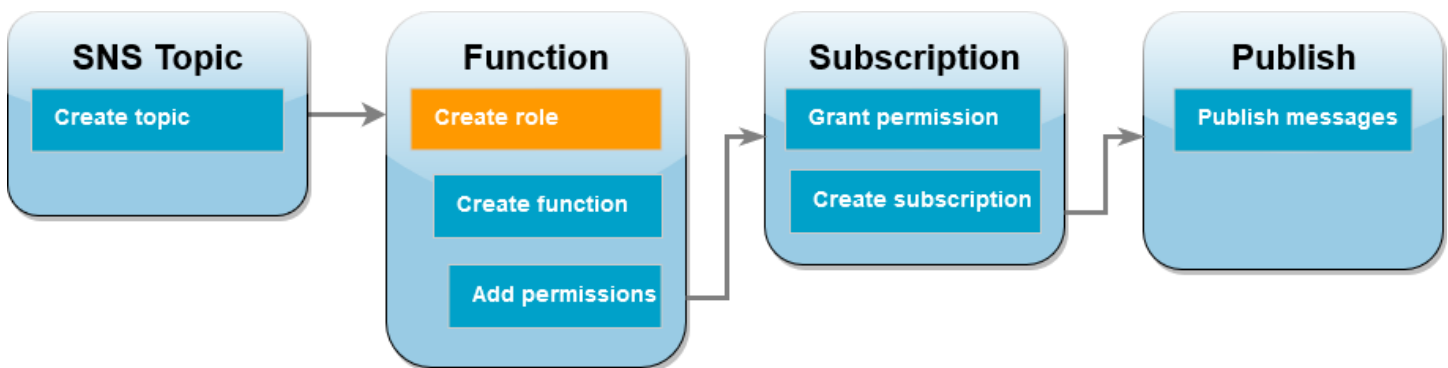 SNS Topic
Create topic
Function
Create role
Create function
Add permissions
Subscription
Grant permission
Create subscription
Publish
Publish messages